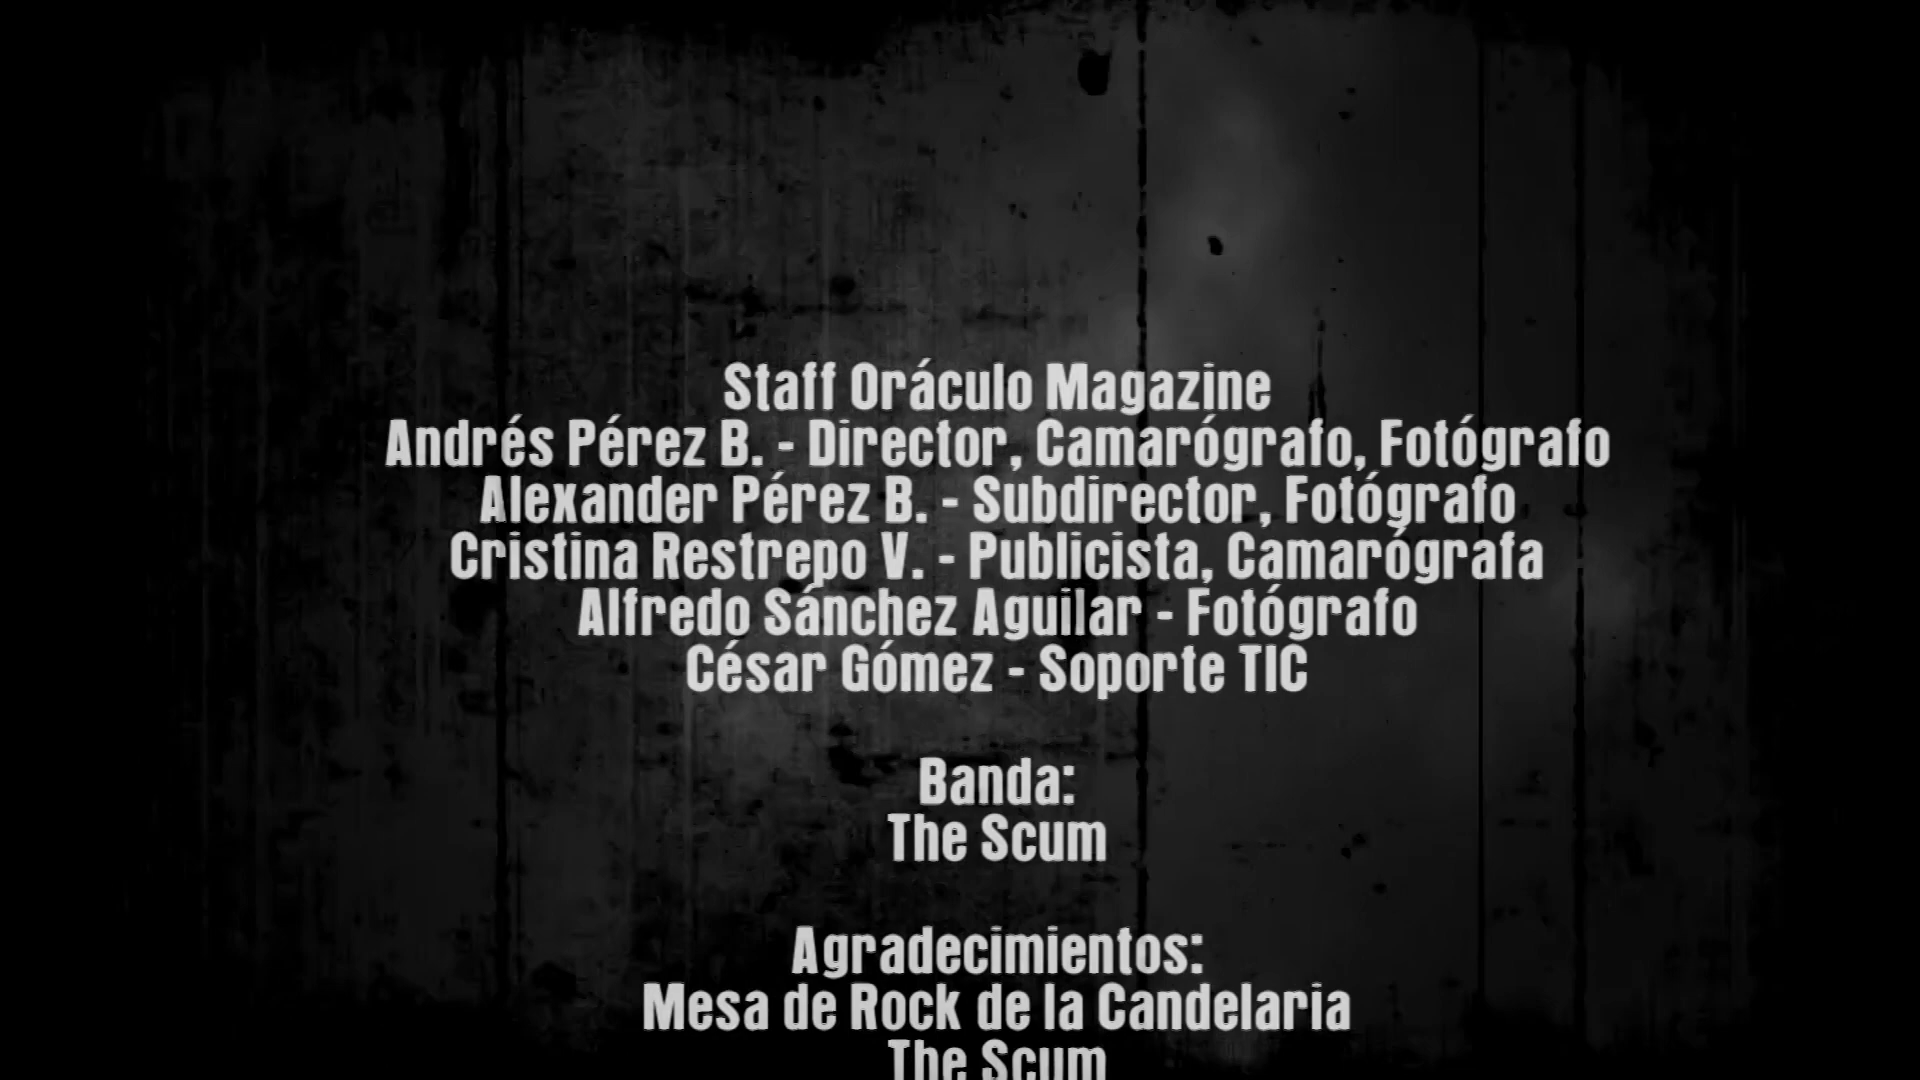 Staff Oráculo Magazine
Andrés Pérez B. - Director, Camarógrafo, Fotógrafo
Alexander Pérez B. - Subdirector, Fotógrafo
Cristina Restrepo V. - Publicista, Camarógrafa
Alfredo Sánchez Aguilar - Fotógrafo
César Gómez - Soporte TIC
Banda:
The Scum
Agradecimientos:
Mesa de Rock de la Candelaria
The Scum